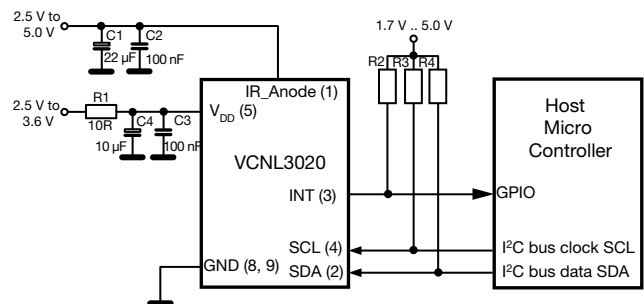 2.5 V to
5.0 V
C1
C2
22 µF
100 nF
1.7 V .. 5.0 V
R2
R3
R4
IR_Anode (1)
2.5 V to
3.6 V
R1
10R
C4
C3
10 µF
100 nF
VDD (5)
VCNL3020
INT (3)
SCL (4)
GND (8, 9)
SDA (2)
Host
Micro
Controller
GPIO
I²C bus clock SCL
I²C bus data SDA